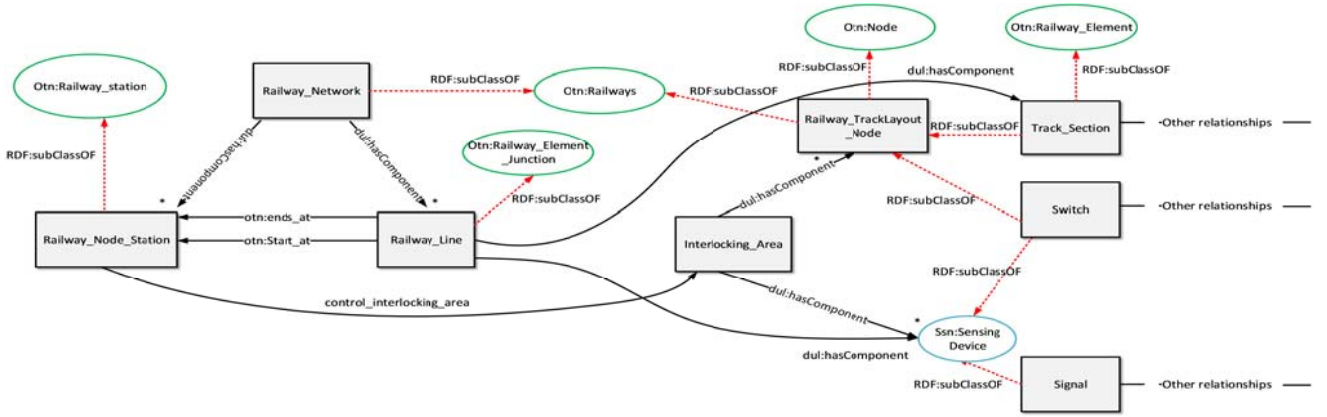 Otn:Node
Otn:Railway_Element
Otn:Railway_station
Railway_Network
RDF:subClassOF
Otn:Railways
RDF:subClassOF
RDF:subClassOF
dul:hasComponent
RDF:subClassOF
Railway_TrackLayout
_Node
RDF:subClassOF
Track_Section
-Other relationships
RDF:subClassOF
dul:hasComponent
dul:hasComponent
Otn:Railway_Element
_Junction
*
*
*
RDF:subClassOF
dul:hasComponent
RDF:subClassOF
Switch
-Other relationships
Railway_Node_Station
otn:ends_at
otn:Start_at
Railway_Line
Interlocking_Area
RDF:subClassOF
control_interlocking_area
dul:hasComponent
*
dul:hasComponent
Ssn:Sensing
Device
RDF:subClassOF
Signal
-Other relationships